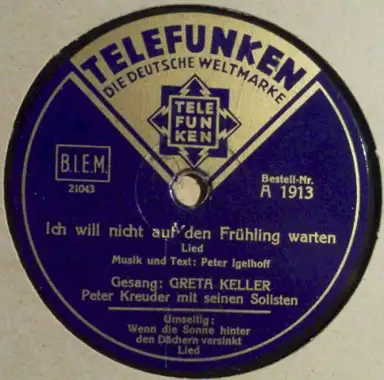 TELEFUNKEN
DIE DEUTSCHE WELTMARKE
TELE
FUN
KEN
B.I.E.M.
21043
Bestell-Nr.
A 1913
Ich will nicht auf den Frühling warten
Lied
Musik und Text: Peter Igelhoff
Gesang: GRETA KELLER
Peter Kreuder mit seinen Solisten
Umseitig:
Wenn die Sonne hinter
den Dächern versinkt
Lied